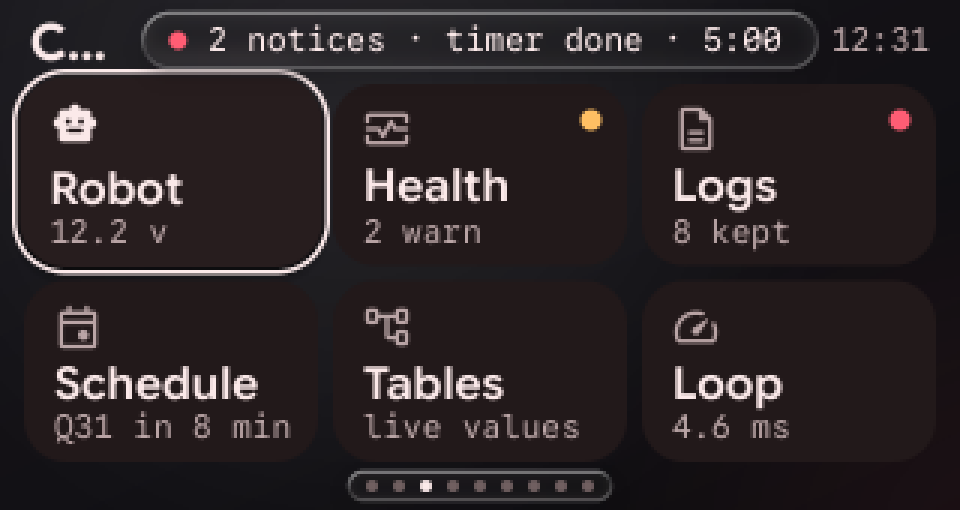 C...
2 notices · timer done · 5:00
12:31
Robot
12.2 v
Health
2 warn
Logs
8 kept
Schedule
Q31 in 8 min
Tables
live values
Loop
4.6 ms